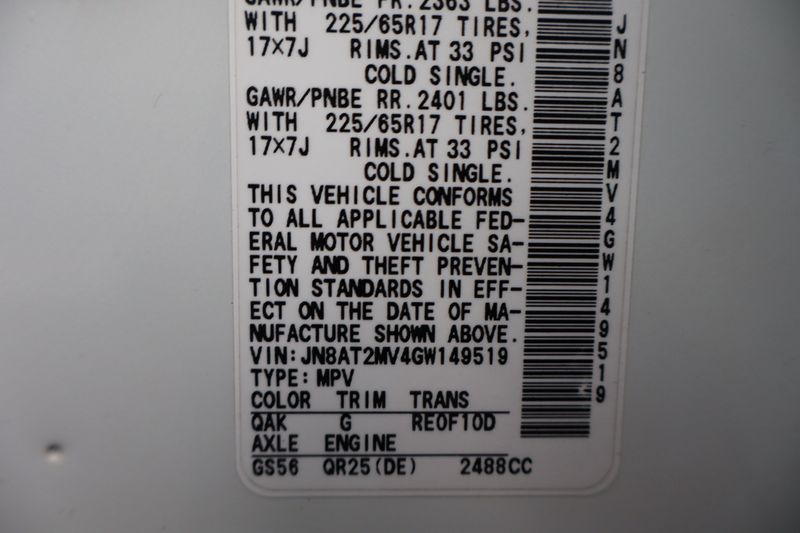 GAWR/PNBE FR.2363 LBS.
WITH 225/65R17 TIRES,
17×7J RIMS.AT 33 PSI
COLD SINGLE.
GAWR/PNBE RR.2401 LBS.
WITH 225/65R17 TIRES,
17×7J RIMS.AT 33 PSI
COLD SINGLE.
THIS VEHICLE CONFORMS
TO ALL APPLICABLE FED-
ERAL MOTOR VEHICLE SA-
FETY AND THEFT PREVEN-
TION STANDARDS IN EFF-
ECT ON THE DATE OF MA-
NUFACTURE SHOWN ABOVE.
VIN:JN8AT2MV4GW149519
TYPE:MPV
COLOR TRIM TRANS
QAK G RE0F10D
AXLE ENGINE
GS56 QR25(DE) 2488CC
JN8AT2MV4GW149519